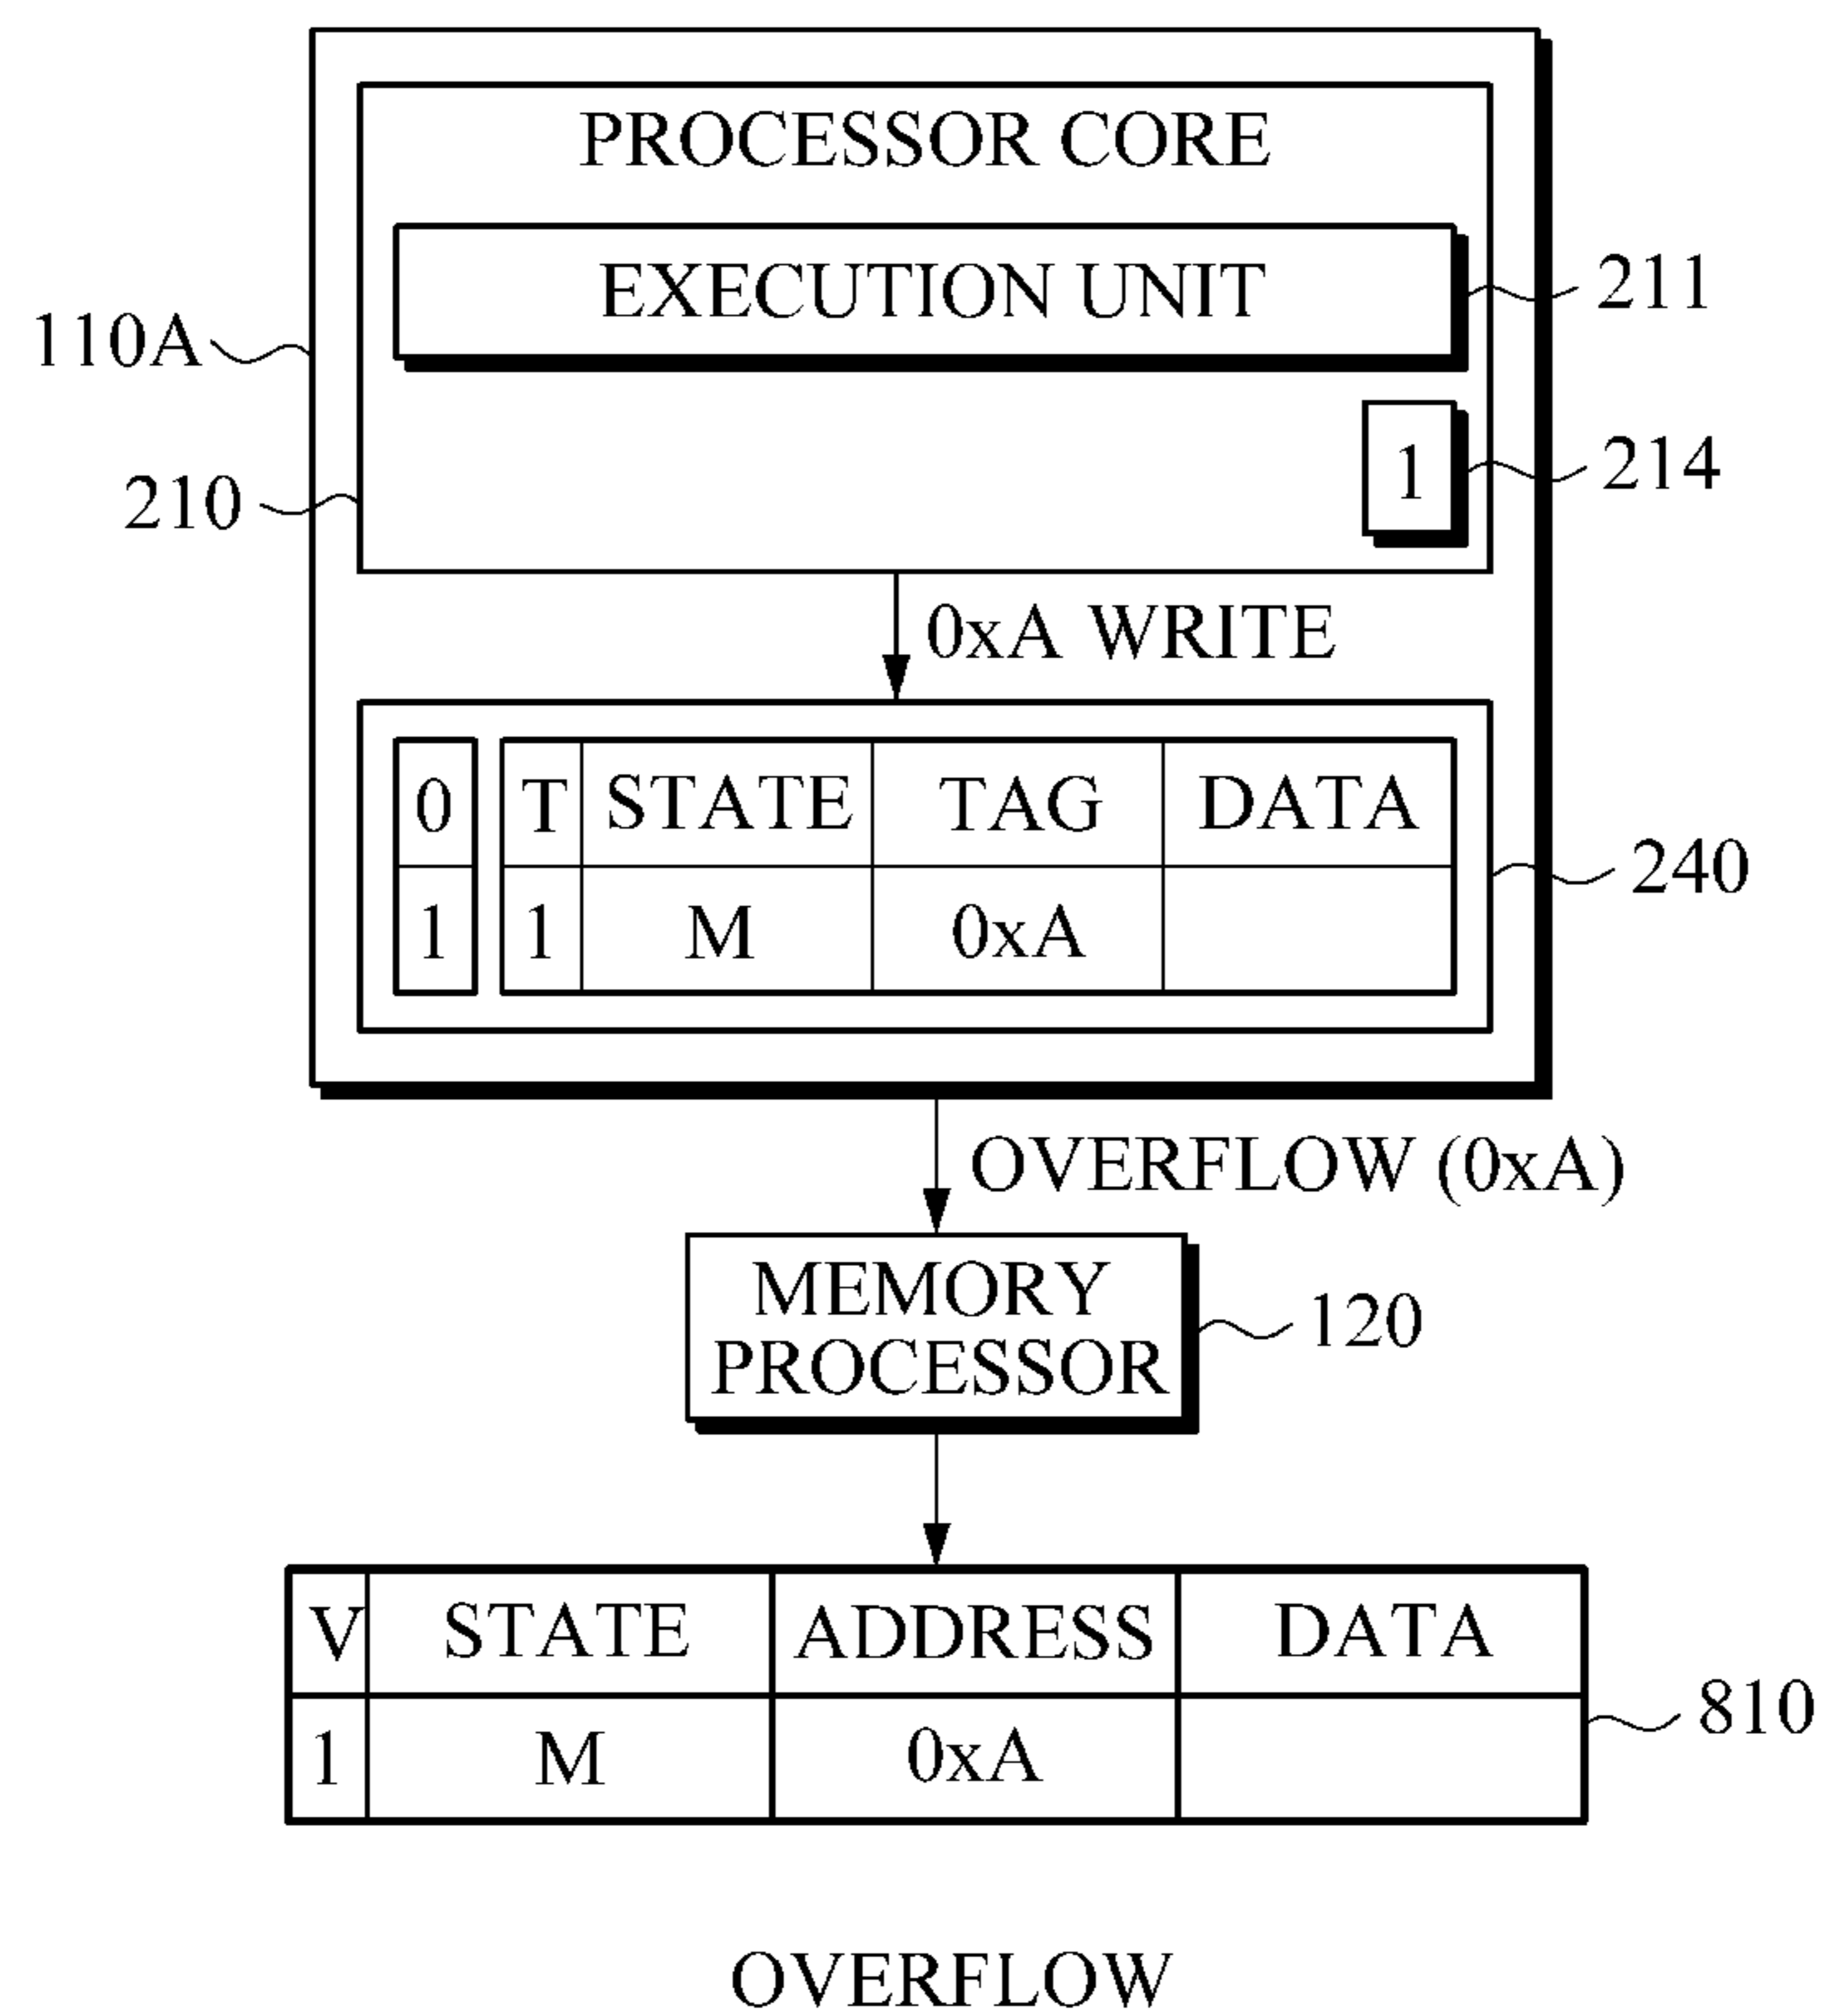 PROCESSOR CORE
EXECUTION UNIT
211
110A
1
214
210
0xA WRITE
0 T STATE TAG DATA
240
1 1 M 0xA
OVERFLOW (0xA)
MEMORY
PROCESSOR
120
V STATE ADDRESS DATA
810
1 M 0xA
OVERFLOW